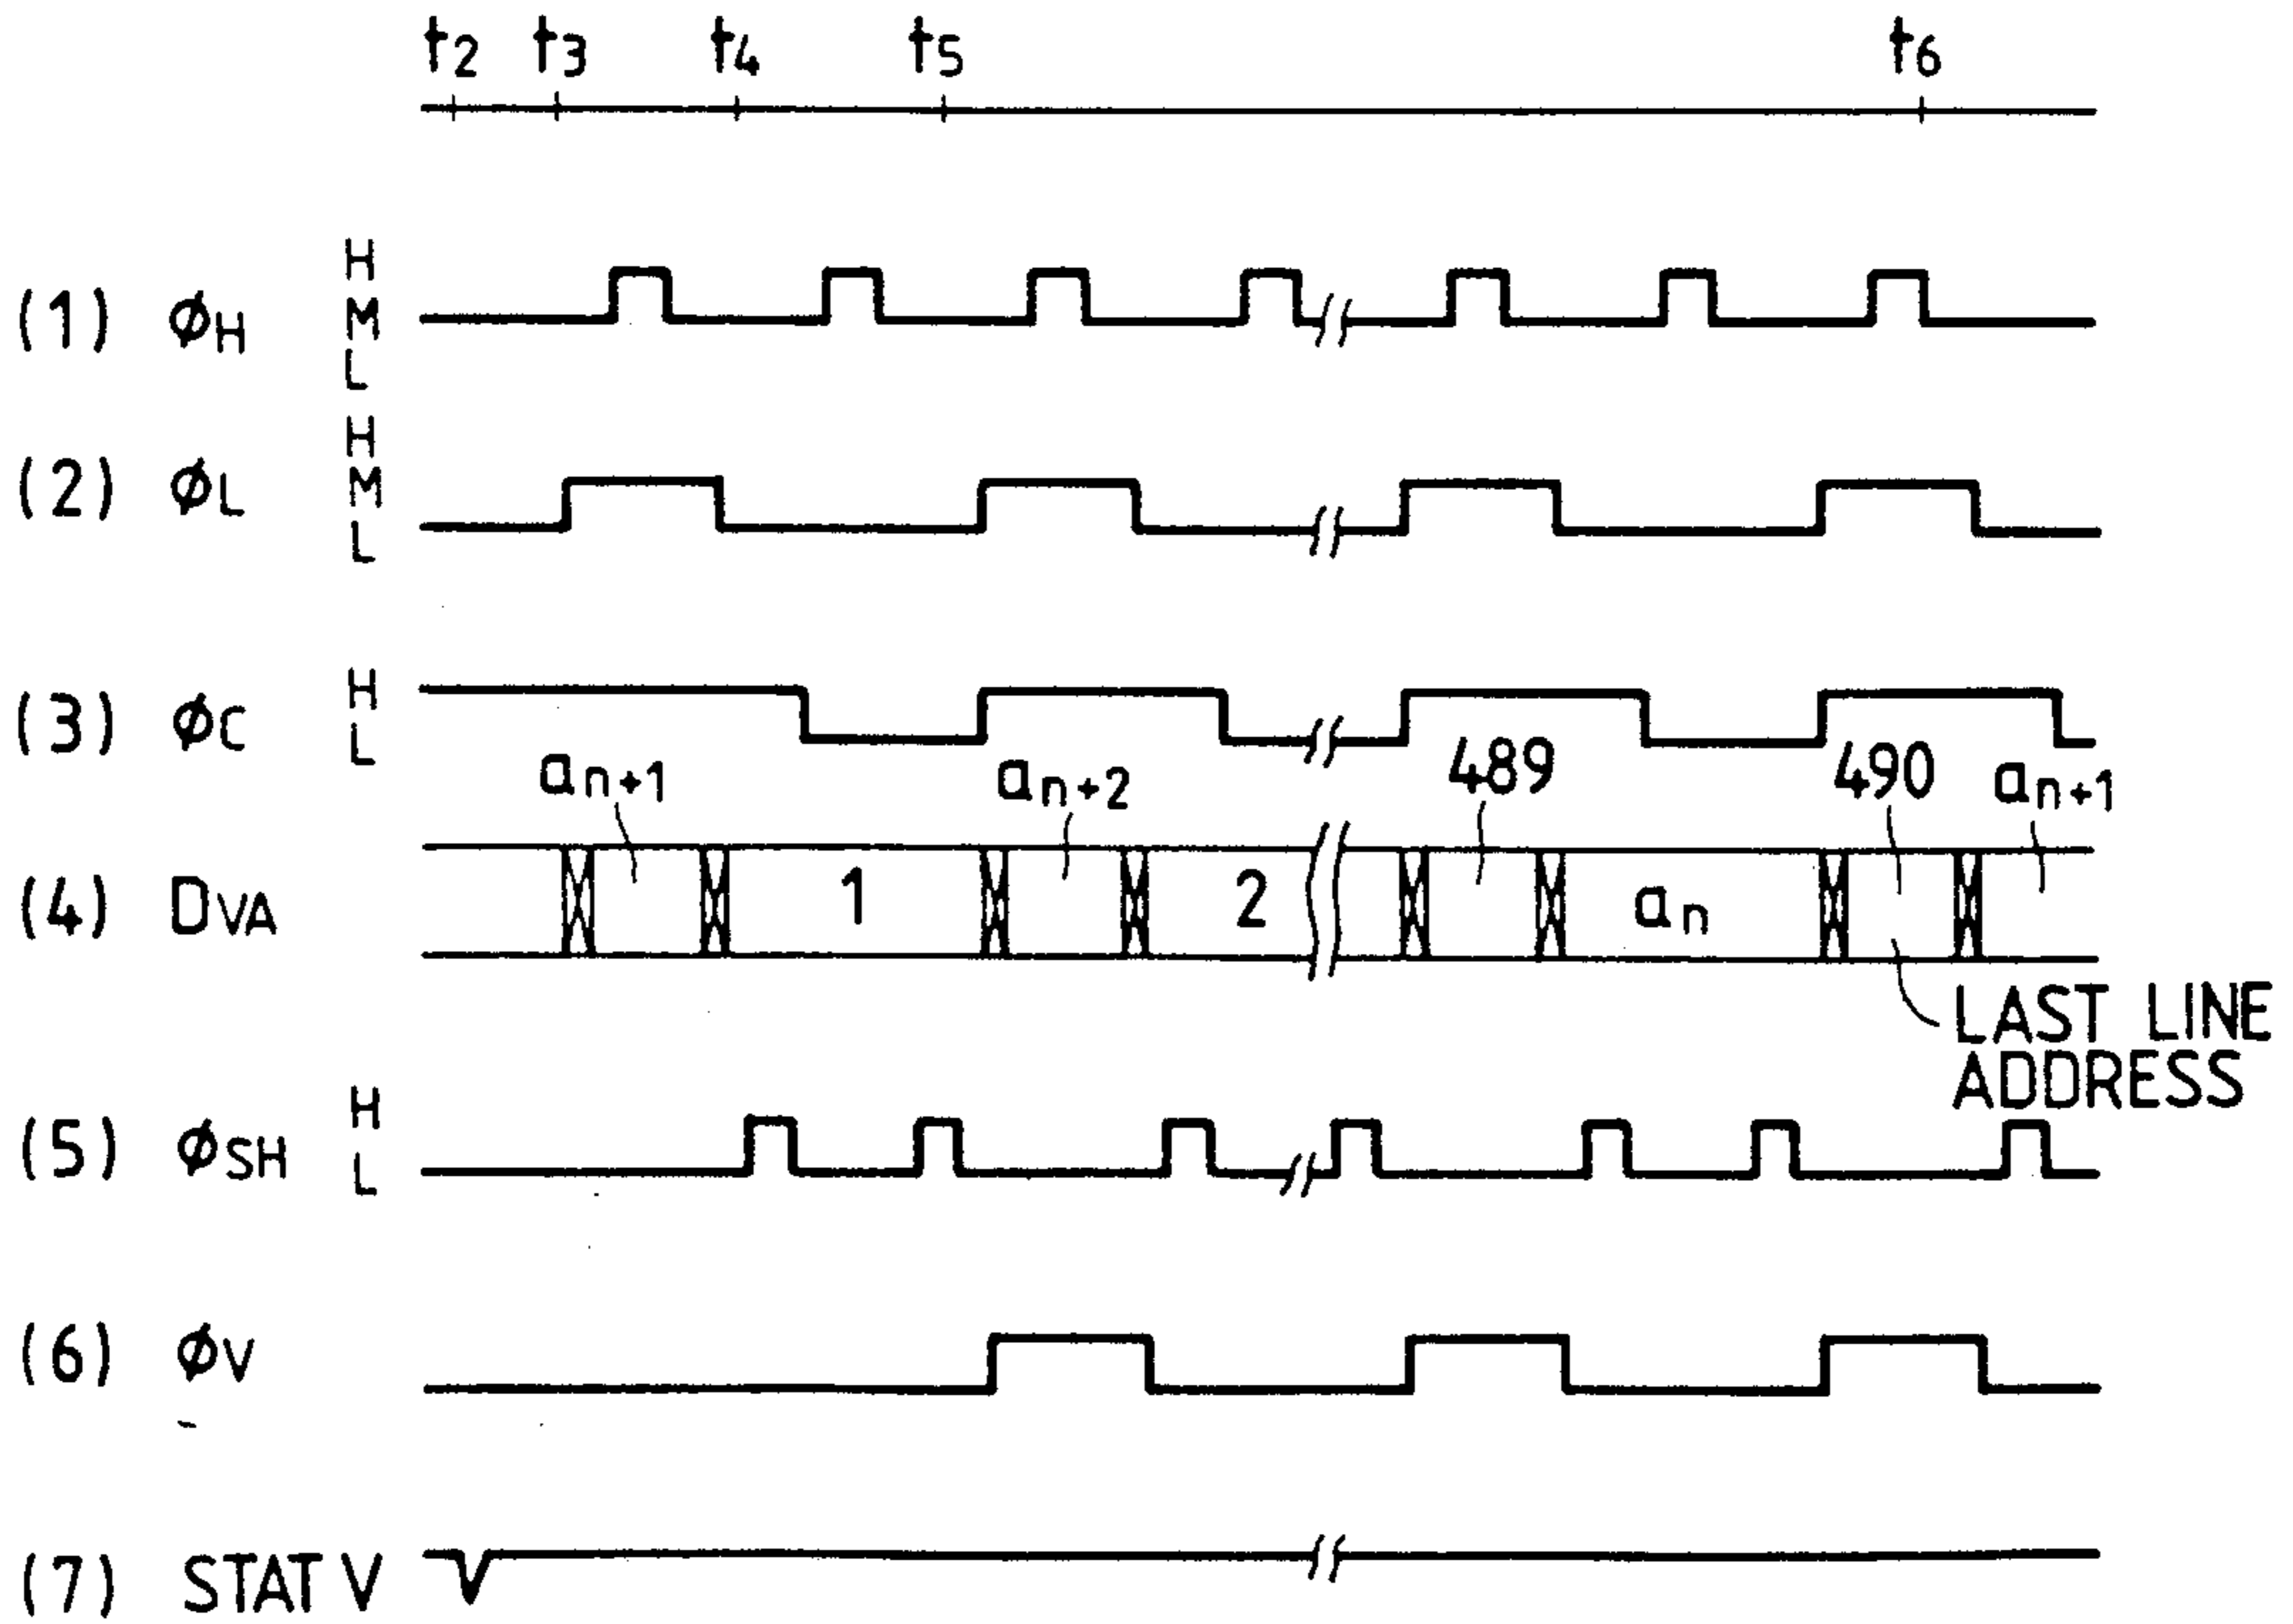 t2 t3 t4 t5 t6
(1) ϕH H M L
(2) ϕL H M L
(3) ϕC H L
an+1 an+2 489 490 an+1
(4) DVA 1 2 an
LAST LINE
ADDRESS
(5) ϕSH H L
(6) ϕV
(7) STAT V